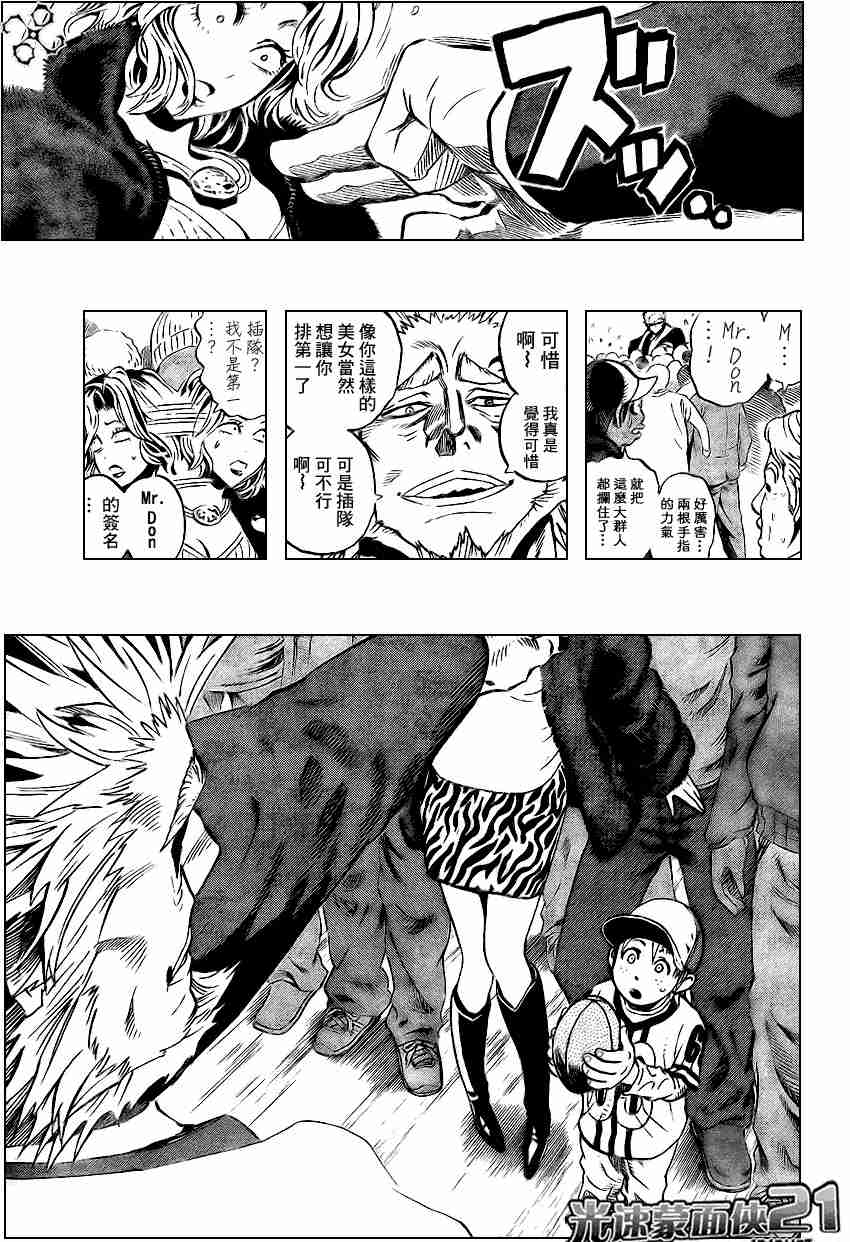 ズッ
M…
Mr. Don
…!
好厲害…
兩根手指
的力氣
就把
這麼大群人
都攔住了…
可惜
啊～
我真是
覺得可惜
像你這樣的
美女當然
想讓你
排第一了
可是插隊
可不行
啊～
插隊？
我不是第一
…？
Mr. Don
的簽名
…
6
光速蒙面俠21